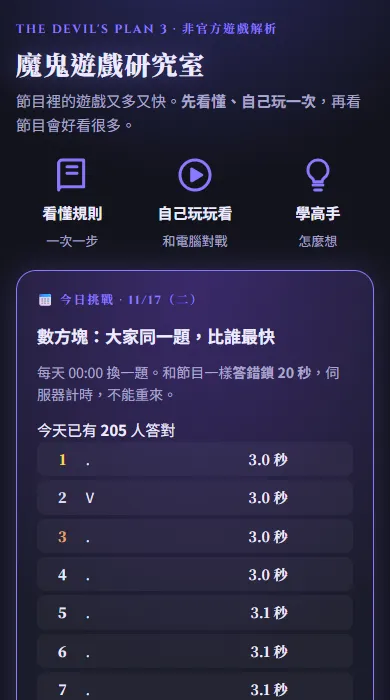 THE DEVIL'S PLAN 3 · 非官方遊戲解析
魔鬼遊戲研究室
節目裡的遊戲又多又快。先看懂、自己玩一次，再看
節目會好看很多。
看懂規則 自己玩玩看 學高手
一次一步 和電腦對戰 怎麼想
今日挑戰 · 11/17（二）
數方塊：大家同一題，比誰最快
每天 00:00 換一題。和節目一樣答錯鎖 20 秒，伺
服器計時，不能重來。
今天已有 205 人答對
1 . 3.0 秒
2 V 3.0 秒
3 . 3.0 秒
4 . 3.0 秒
5 . 3.1 秒
6 . 3.1 秒
7 . 3.1 秒